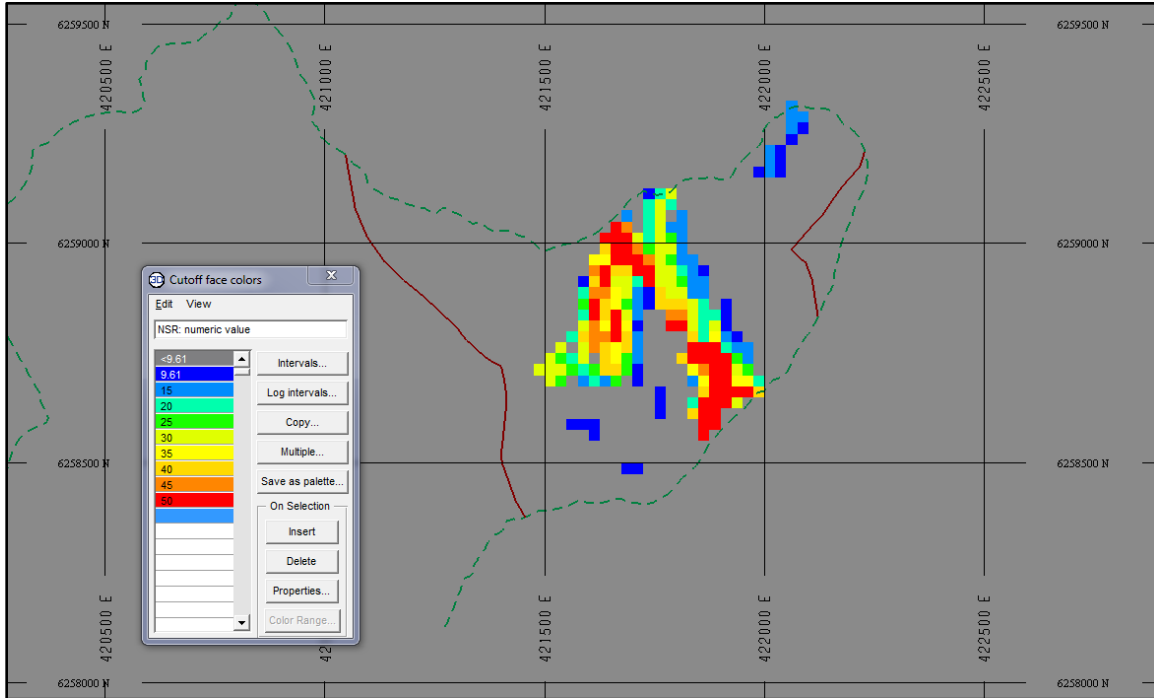 6259500 N
6259500 N
420500 E
421000 E
421500 E
422000 E
422500 E
6259000 N
6259000 N
3D Cutoff face colors
Edit View
NSR: numeric value
<9.61
9.61
15
20
25
30
35
40
45
50
Intervals...
Log intervals...
Copy...
Multiple...
Save as palette...
On Selection
Insert
Delete
Properties...
Color Range...
6258500 N
6258500 N
420500 E
421500 E
422000 E
422500 E
6258000 N
6258000 N